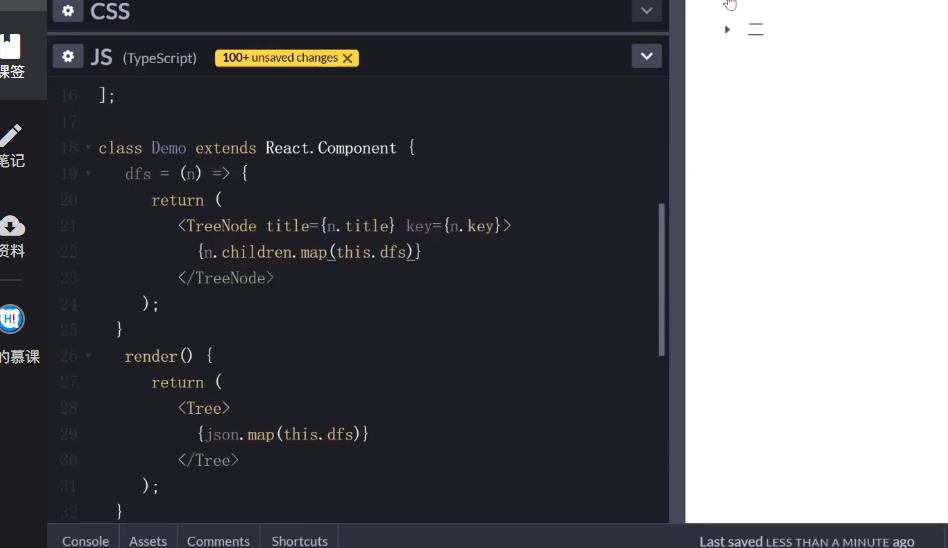 CSS
JS (TypeScript) 100+ unsaved changes ×
课签
笔记
资料
H!
的慕课
16 ];
17
18 class Demo extends React.Component {
19 dfs = (n) => {
20 return (
21 <TreeNode title={n.title} key={n.key}>
22 {n.children.map(this.dfs)}
23 </TreeNode>
24 );
25 }
26 render() {
27 return (
28 <Tree>
29 {json.map(this.dfs)}
30 </Tree>
31 );
32 }
二
Console Assets Comments Shortcuts
Last saved LESS THAN A MINUTE ago